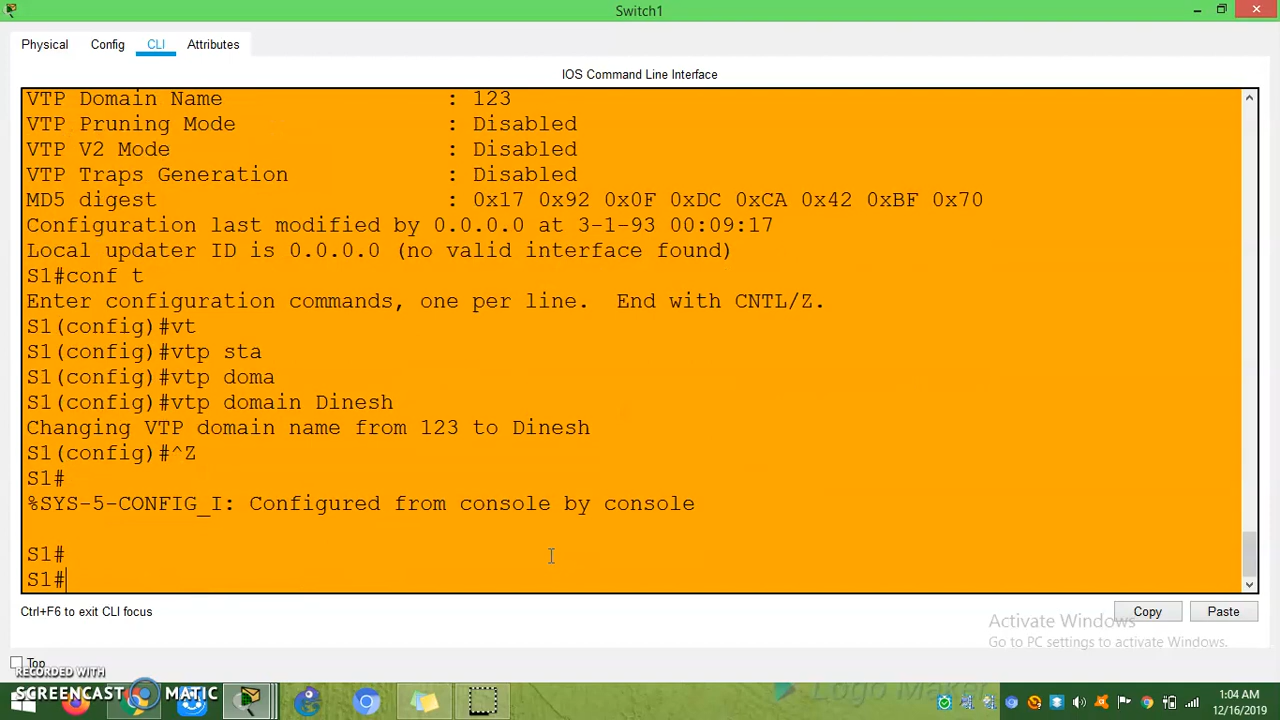 Switch1
Physical
Config
CLI
Attributes
IOS Command Line Interface
VTP Domain Name : 123
VTP Pruning Mode : Disabled
VTP V2 Mode : Disabled
VTP Traps Generation : Disabled
MD5 digest : 0x17 0x92 0x0F 0xDC 0xCA 0x42 0xBF 0x70
Configuration last modified by 0.0.0.0 at 3-1-93 00:09:17
Local updater ID is 0.0.0.0 (no valid interface found)
S1#conf t
Enter configuration commands, one per line. End with CNTL/Z.
S1(config)#vt
S1(config)#vtp sta
S1(config)#vtp doma
S1(config)#vtp domain Dinesh
Changing VTP domain name from 123 to Dinesh
S1(config)#^Z
S1#
%SYS-5-CONFIG_I: Configured from console by console
S1#
S1#
Ctrl+F6 to exit CLI focus
Copy
Paste
Activate Windows
Go to PC settings to activate Windows.
Top
RECORDED WITH
SCREENCAST MATIC
Logo Maker
1:04 AM
12/16/2019